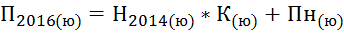 П2016(ю) = Н2014(ю) * К(ю) + Пн(ю)